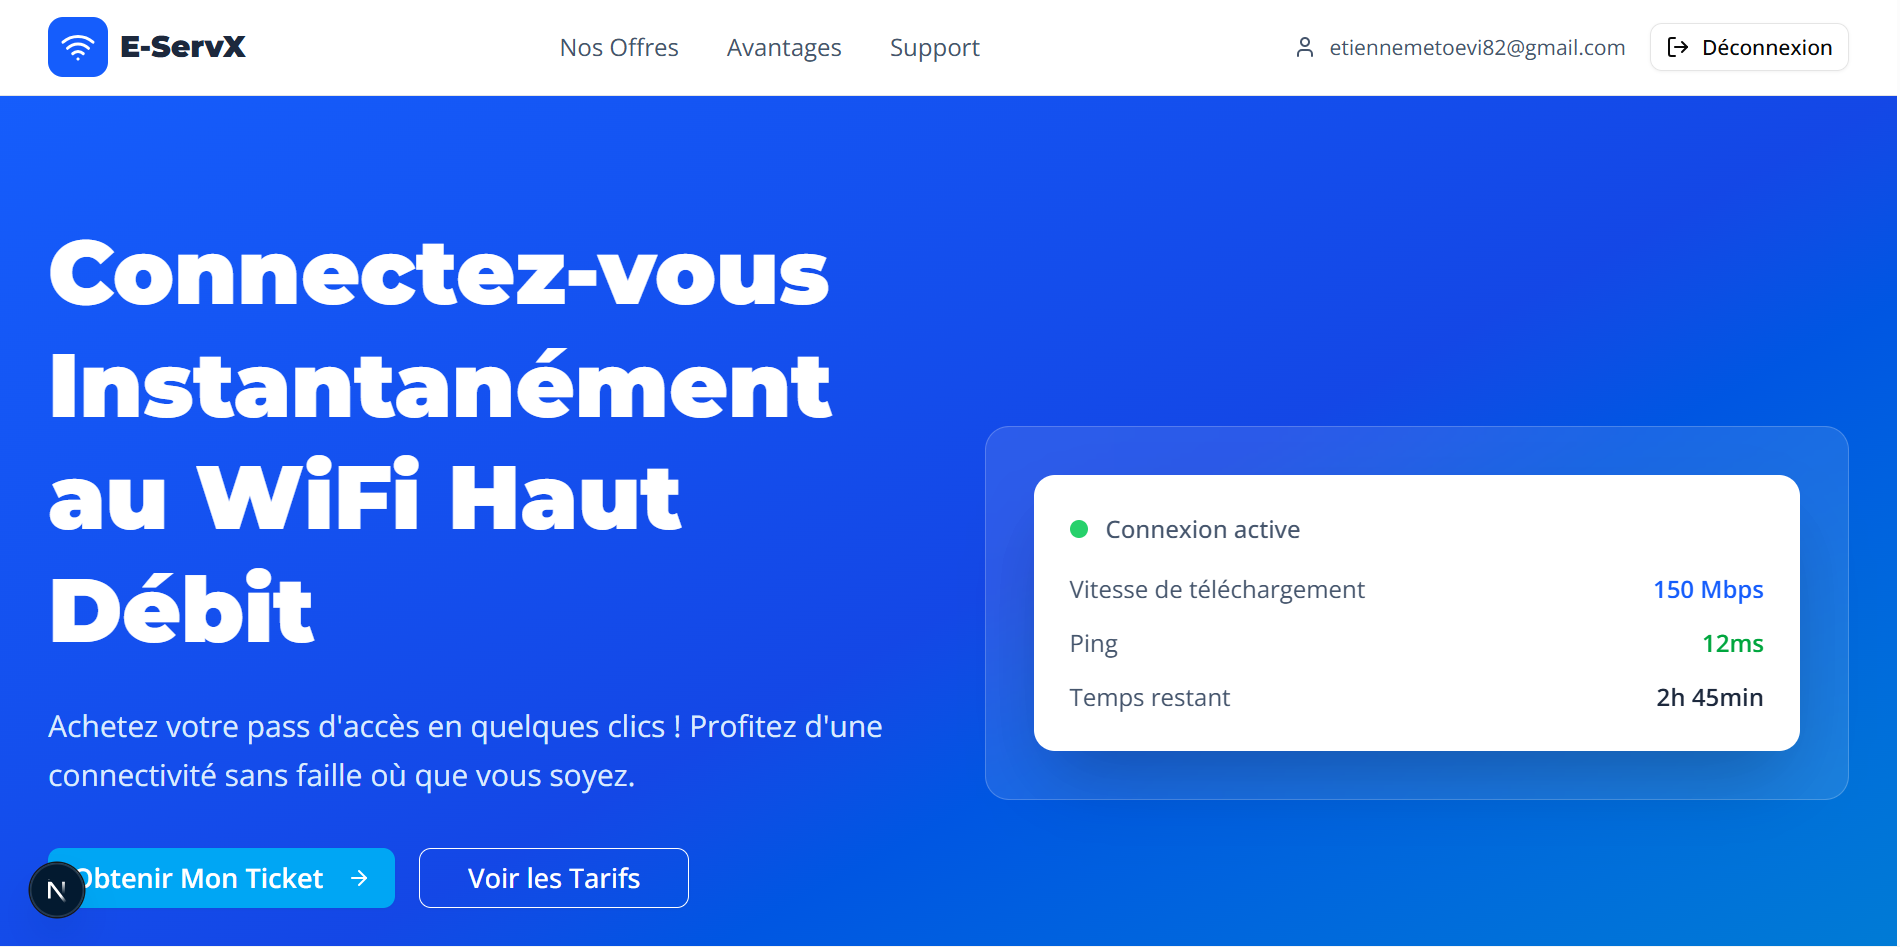 E-ServX
Nos Offres
Avantages
Support
etiennemetoevi82@gmail.com
Déconnexion
Connectez-vous
Instantanément
au WiFi Haut
Débit
Achetez votre pass d'accès en quelques clics ! Profitez d'une
connectivité sans faille où que vous soyez.
Obtenir Mon Ticket
Voir les Tarifs
N
Connexion active
Vitesse de téléchargement 150 Mbps
Ping 12ms
Temps restant 2h 45min